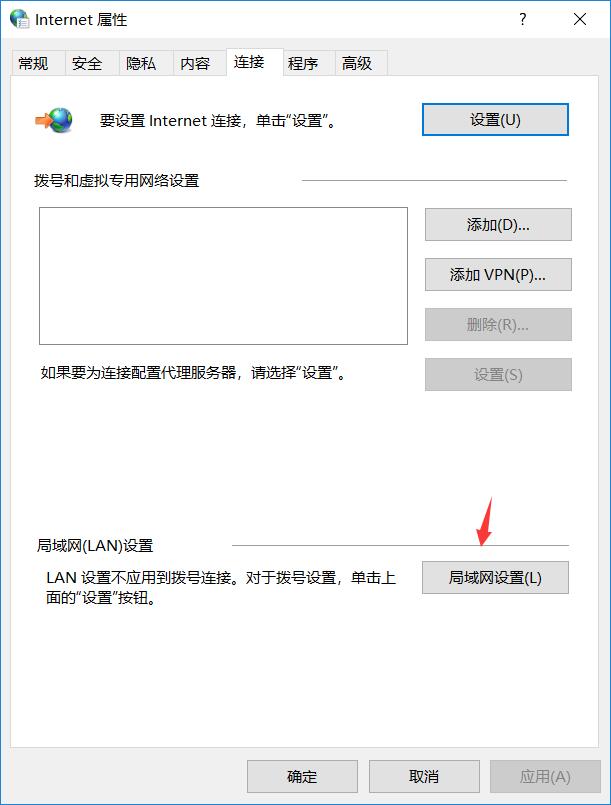 Internet 属性
?
常规 安全 隐私 内容 连接 程序 高级
要设置 Internet 连接，单击“设置”。
设置(U)
拨号和虚拟专用网络设置
添加(D)...
添加 VPN(P)...
删除(R)...
如果要为连接配置代理服务器，请选择“设置”。
设置(S)
局域网(LAN)设置
LAN 设置不应用到拨号连接。对于拨号设置，单击上
面的“设置”按钮。
局域网设置(L)
确定 取消 应用(A)